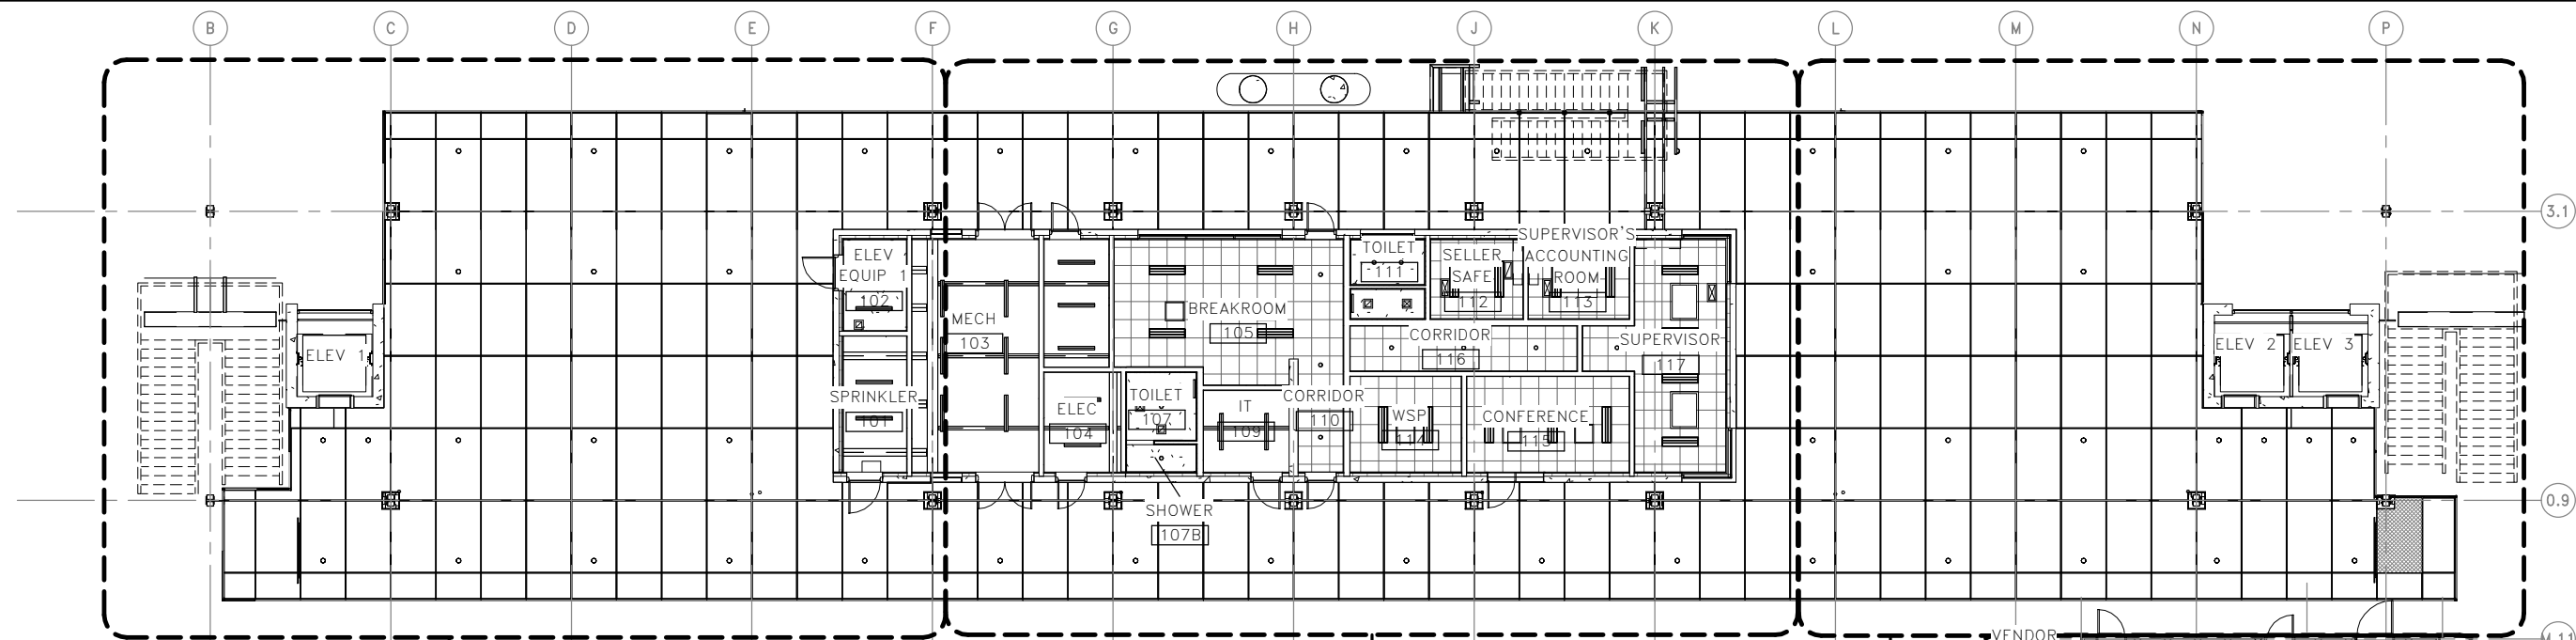 B C D E F G H J K L M N P
3.1
ELEV
EQUIP 1
102
MECH
103
BREAKROOM
105
TOILET
111
SELLER
SAFE
112
SUPERVISOR'S
ACCOUNTING
ROOM
113
CORRIDOR
116
SUPERVISOR
117
ELEV 1
ELEV 2
ELEV 3
SPRINKLER
101
ELEC
104
TOILET
107
IT
109
CORRIDOR
110
WSP
114
CONFERENCE
115
0.9
SHOWER
107B
VENDOR